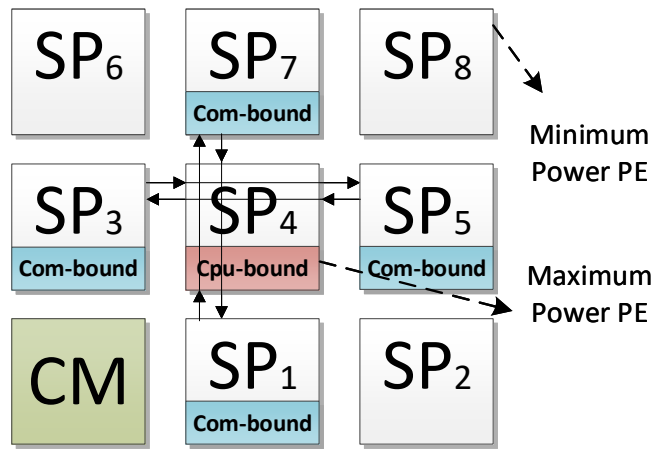 SP6
SP7
Com-bound
SP8
Minimum
Power PE
SP3
Com-bound
SP4
Cpu-bound
SP5
Com-bound
Maximum
Power PE
CM
SP1
Com-bound
SP2